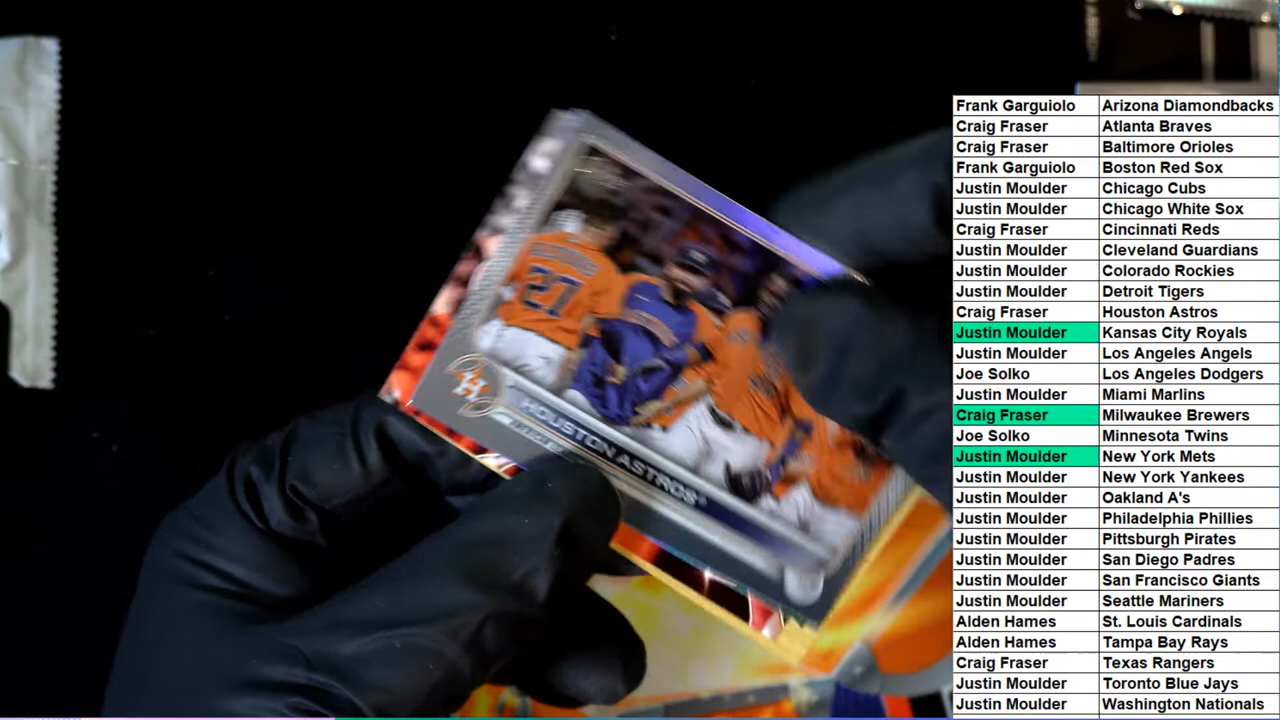 Frank Garguiolo Arizona Diamondbacks
Craig Fraser Atlanta Braves
Craig Fraser Baltimore Orioles
Frank Garguiolo Boston Red Sox
Justin Moulder Chicago Cubs
Justin Moulder Chicago White Sox
Craig Fraser Cincinnati Reds
Justin Moulder Cleveland Guardians
Justin Moulder Colorado Rockies
Justin Moulder Detroit Tigers
Craig Fraser Houston Astros
Justin Moulder Kansas City Royals
Justin Moulder Los Angeles Angels
Joe Solko Los Angeles Dodgers
Justin Moulder Miami Marlins
Craig Fraser Milwaukee Brewers
Joe Solko Minnesota Twins
Justin Moulder New York Mets
Justin Moulder New York Yankees
Justin Moulder Oakland A's
Justin Moulder Philadelphia Phillies
Justin Moulder Pittsburgh Pirates
Justin Moulder San Diego Padres
Justin Moulder San Francisco Giants
Justin Moulder Seattle Mariners
Alden Hames St. Louis Cardinals
Alden Hames Tampa Bay Rays
Craig Fraser Texas Rangers
Justin Moulder Toronto Blue Jays
Justin Moulder Washington Nationals
27
H
HOUSTON ASTROS